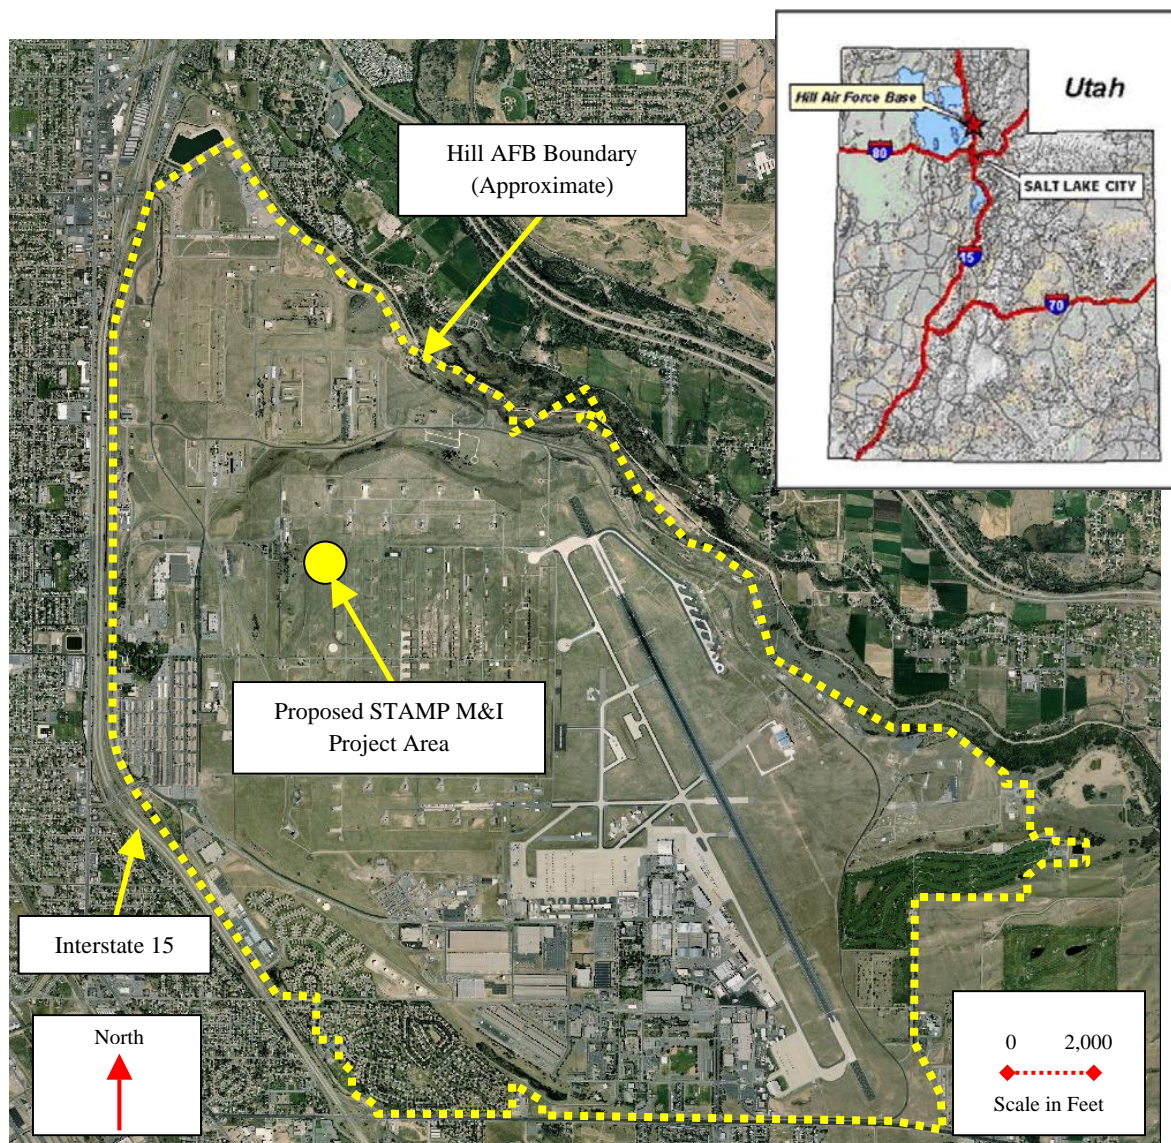 Utah
Hill Air Force Base
80
SALT LAKE CITY
15
70
Hill AFB Boundary
(Approximate)
Proposed STAMP M&I
Project Area
Interstate 15
North
0 2,000
Scale in Feet